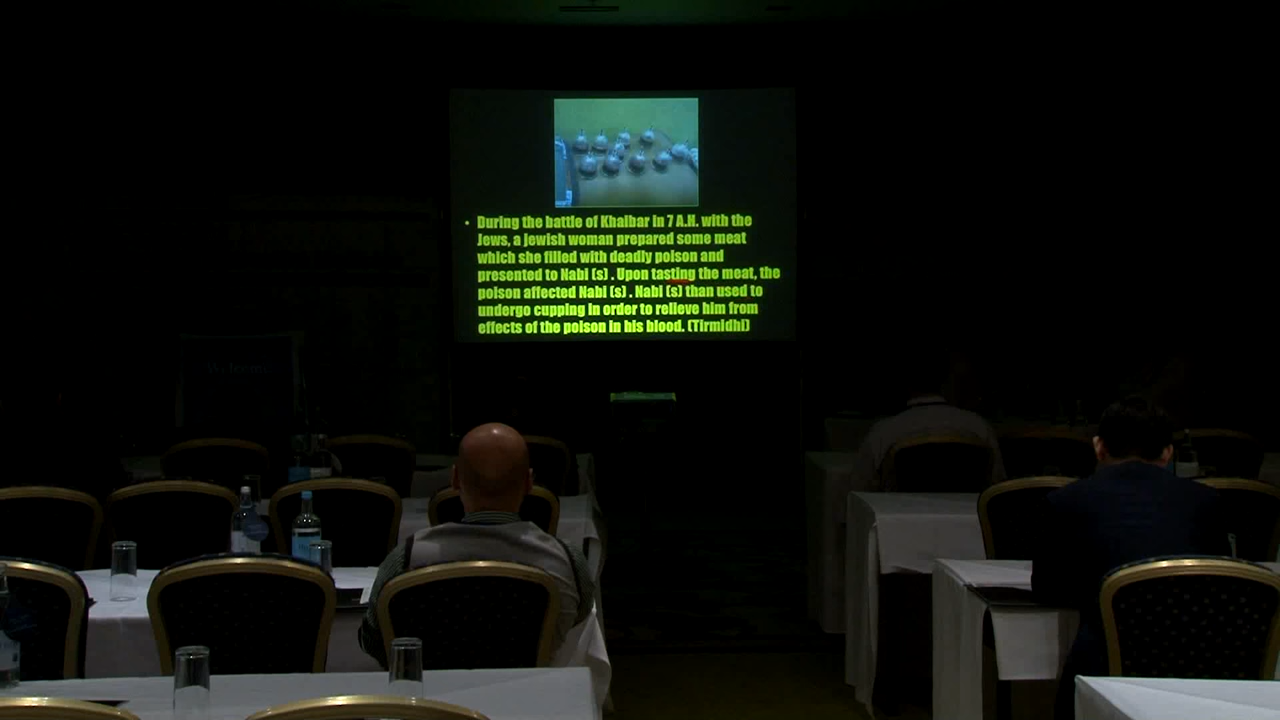 • During the battle of Khaibar in 7 A.H. with the
Jews, a jewish woman prepared some meat
which she filled with deadly poison and
presented to Nabi (s) . Upon tasting the meat, the
poison affected Nabi (s) . Nabi (s) than used to
undergo cupping in order to relieve him from
effects of the poison in his blood. (Tirmidhi)
Welcome